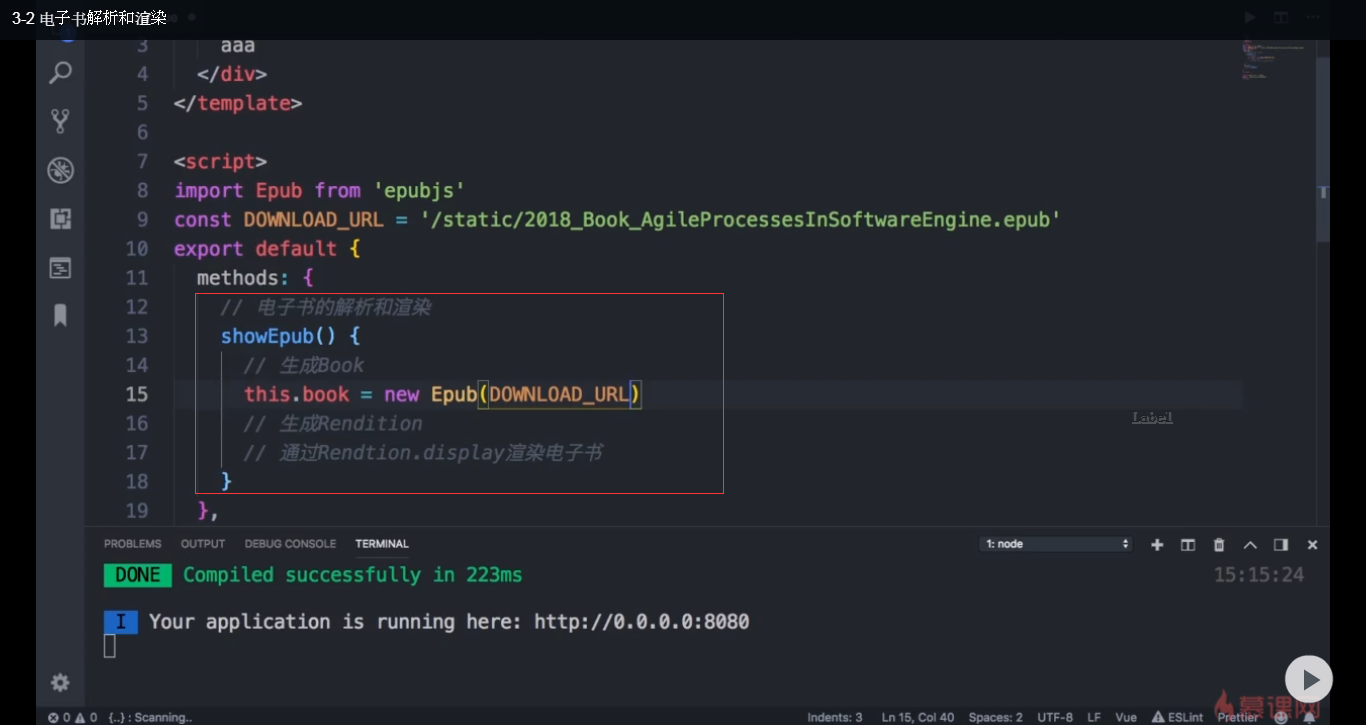 3-2 电子书解析和渲染
3 aaa
4 </div>
5 </template>
6
7 <script>
8 import Epub from 'epubjs'
9 const DOWNLOAD_URL = '/static/2018_Book_AgileProcessesInSoftwareEngine.epub'
10 export default {
11 methods: {
12 // 电子书的解析和渲染
13 showEpub() {
14 // 生成Book
15 this.book = new Epub(DOWNLOAD_URL)
16 // 生成Rendition
Label
17 // 通过Rendtion.display渲染电子书
18 }
19 },
PROBLEMS OUTPUT DEBUG CONSOLE TERMINAL 1: node
DONE Compiled successfully in 223ms 15:15:24
I Your application is running here: http://0.0.0.0:8080
慕课网
0 0 {..} : Scanning.. Indents: 3 Ln 15, Col 40 Spaces: 2 UTF-8 LF Vue ESLint Prettier